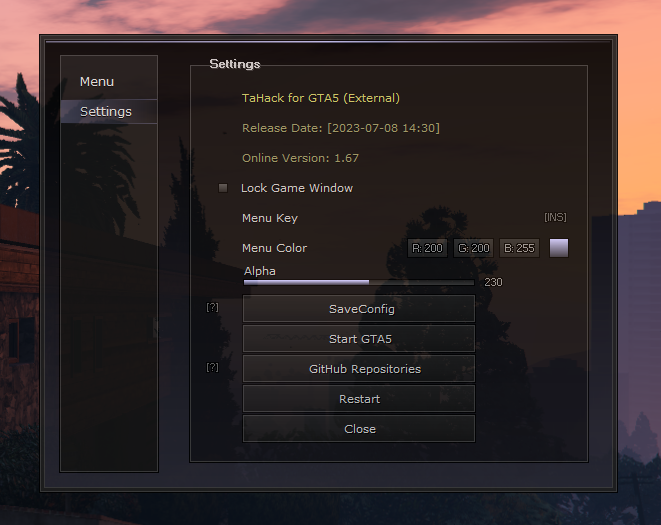 Menu
Settings
Settings
TaHack for GTA5 (External)
Release Date: [2023-07-08 14:30]
Online Version: 1.67
Lock Game Window
Menu Key [INS]
Menu Color R: 200 G: 200 B: 255
Alpha
230
[?] SaveConfig
Start GTA5
[?] GitHub Repositories
Restart
Close